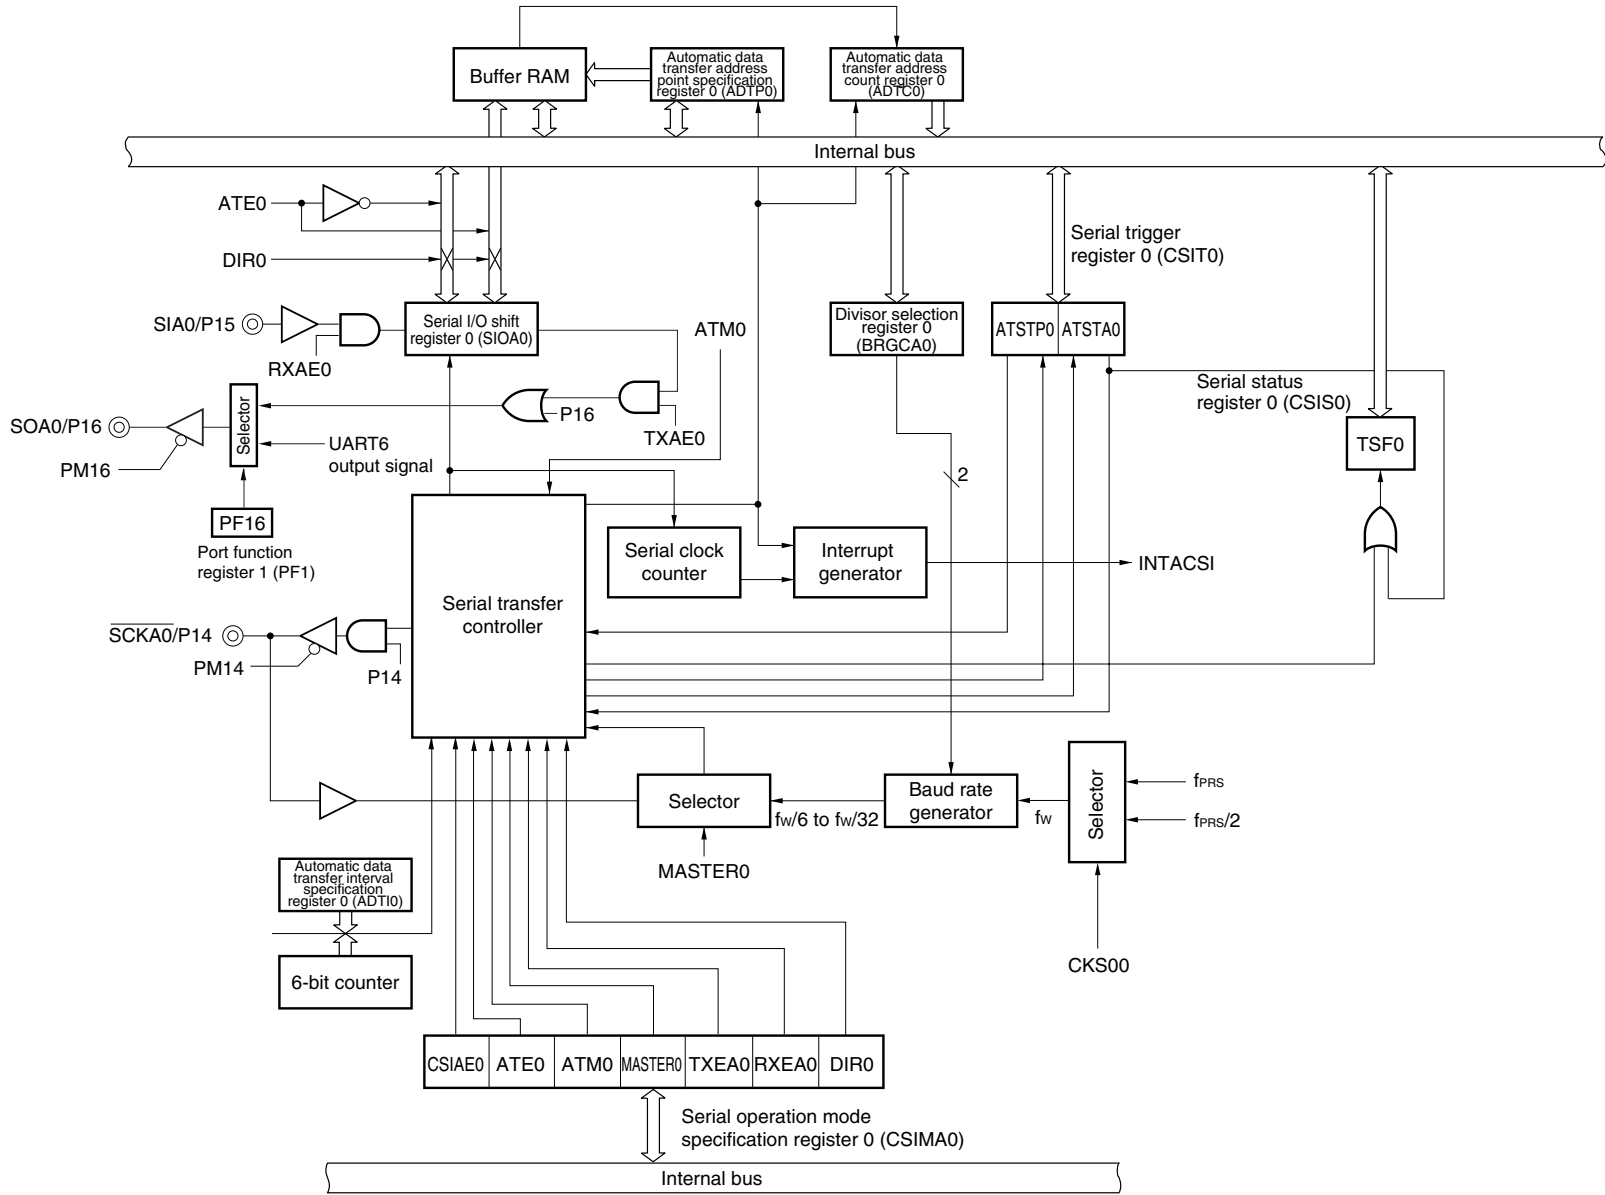 Buffer RAM
Automatic data
transfer address
point specification
register 0 (ADTP0)
Automatic data
transfer address
count register 0
(ADTC0)
Internal bus
ATE0
DIR0
Serial trigger
register 0 (CSIT0)
SIA0/P15
RXAE0
Serial I/O shift
register 0 (SIOA0)
ATM0
Divisor selection
register 0
(BRGCA0)
ATSTP0
ATSTA0
Serial status
register 0 (CSIS0)
TSF0
SOA0/P16
PM16
Selector
P16
TXAE0
UART6
output signal
2
PF16
Port function
register 1 (PF1)
Serial clock
counter
Interrupt
generator
INTACSI
Serial transfer
controller
SCKA0/P14
PM14
P14
Selector
MASTER0
fW/6 to fW/32
Baud rate
generator
fW
Selector
fPRS
fPRS/2
CKS00
Automatic data
transfer interval
specification
register 0 (ADTI0)
6-bit counter
CSIAE0
ATE0
ATM0
MASTER0
TXEA0
RXEA0
DIR0
Serial operation mode
specification register 0 (CSIMA0)
Internal bus